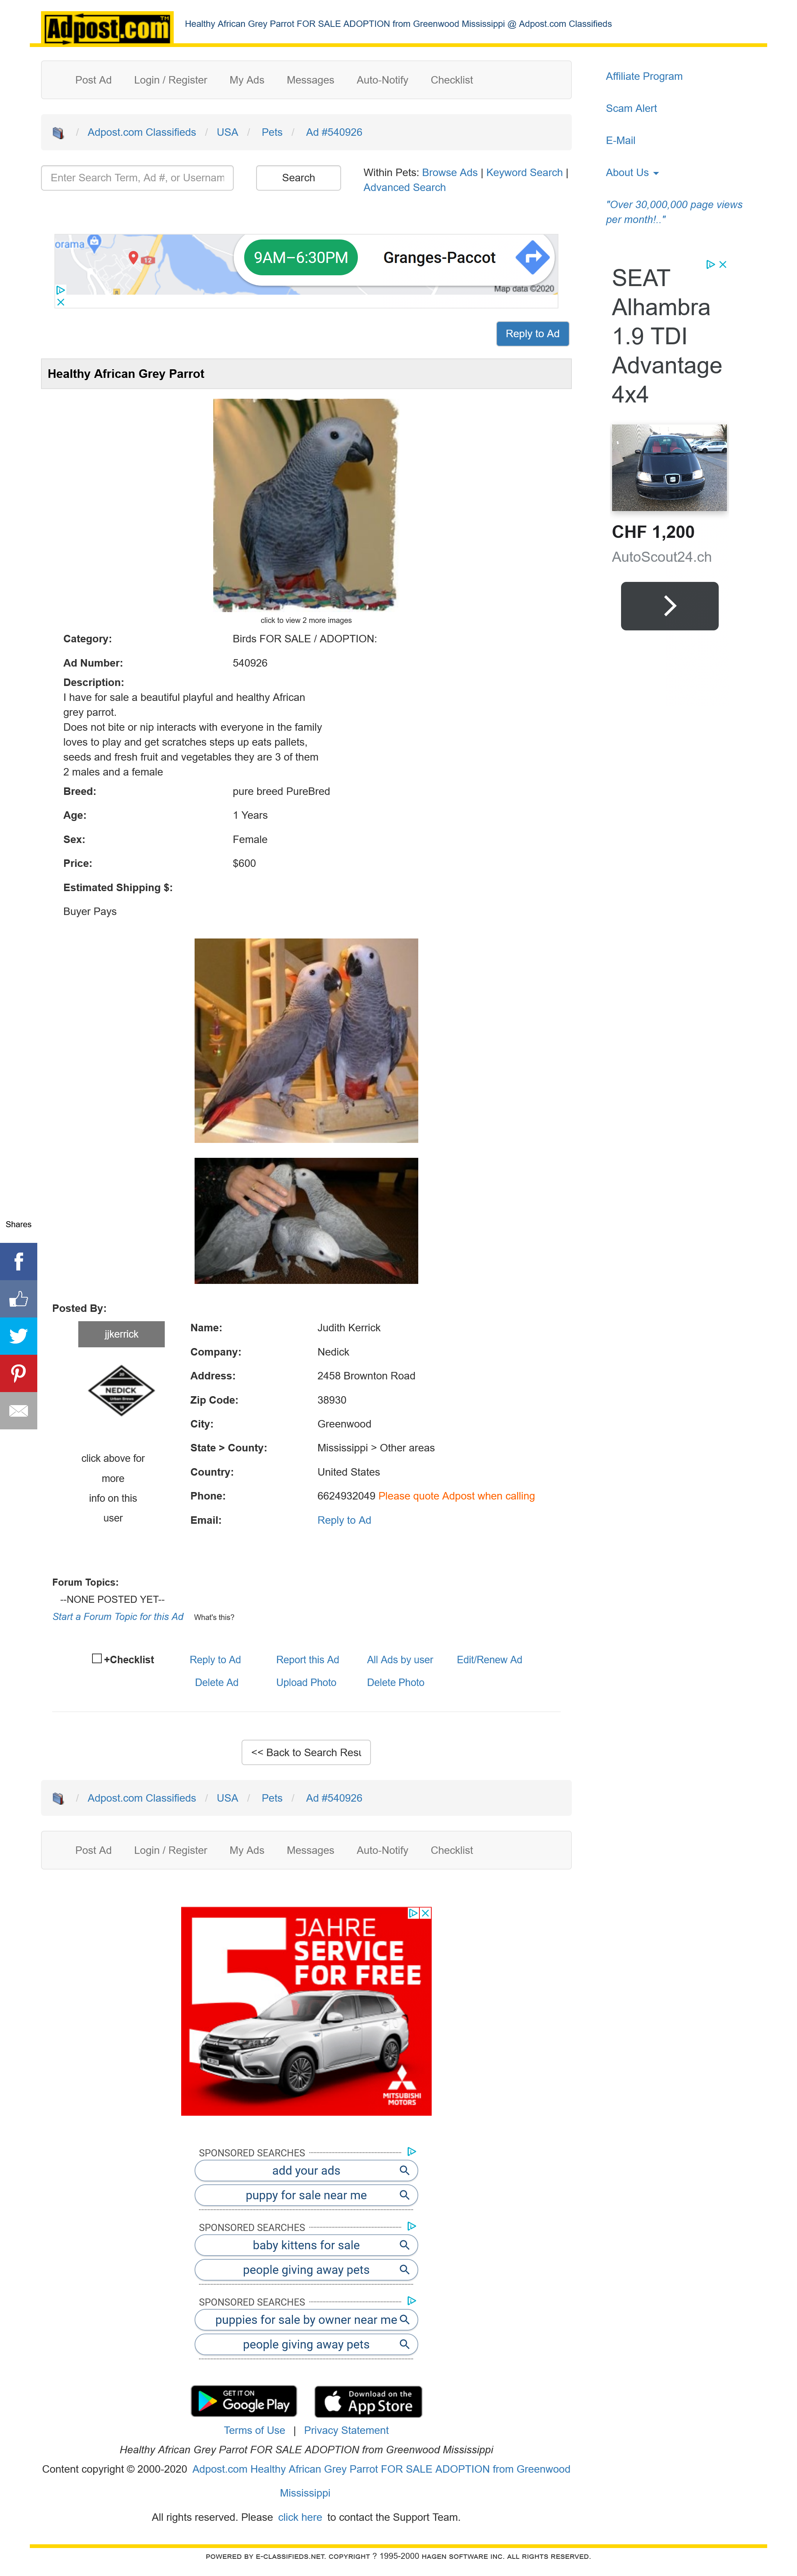 Adpost.com™
Healthy African Grey Parrot FOR SALE ADOPTION from Greenwood Mississippi @ Adpost.com Classifieds
Post Ad Login / Register My Ads Messages Auto-Notify Checklist
/ Adpost.com Classifieds / USA / Pets / Ad #540926
Enter Search Term, Ad #, or Usernam
Search
Within Pets: Browse Ads | Keyword Search |
Advanced Search
Affiliate Program
Scam Alert
E-Mail
About Us
"Over 30,000,000 page views
per month!.."
orama
12
9AM–6:30PM
Granges-Paccot
Map data ©2020
Reply to Ad
SEAT
Alhambra
1.9 TDI
Advantage
4x4
CHF 1,200
AutoScout24.ch
Healthy African Grey Parrot
click to view 2 more images
Category: Birds FOR SALE / ADOPTION:
Ad Number: 540926
Description:
I have for sale a beautiful playful and healthy African
grey parrot.
Does not bite or nip interacts with everyone in the family
loves to play and get scratches steps up eats pallets,
seeds and fresh fruit and vegetables they are 3 of them
2 males and a female
Breed: pure breed PureBred
Age: 1 Years
Sex: Female
Price: $600
Estimated Shipping $:
Buyer Pays
Shares
Posted By:
jjkerrick
NEDICK
click above for
more
info on this
user
Name: Judith Kerrick
Company: Nedick
Address: 2458 Brownton Road
Zip Code: 38930
City: Greenwood
State > County: Mississippi > Other areas
Country: United States
Phone: 6624932049 Please quote Adpost when calling
Email: Reply to Ad
Forum Topics:
--NONE POSTED YET--
Start a Forum Topic for this Ad What's this?
+Checklist Reply to Ad Report this Ad All Ads by user Edit/Renew Ad
Delete Ad Upload Photo Delete Photo
<< Back to Search Resu
/ Adpost.com Classifieds / USA / Pets / Ad #540926
Post Ad Login / Register My Ads Messages Auto-Notify Checklist
5 JAHRE
SERVICE
FOR FREE
MITSUBISHI
MOTORS
SPONSORED SEARCHES
add your ads
puppy for sale near me
SPONSORED SEARCHES
baby kittens for sale
people giving away pets
SPONSORED SEARCHES
puppies for sale by owner near me
people giving away pets
GET IT ON
Google Play
Download on the
App Store
Terms of Use | Privacy Statement
Healthy African Grey Parrot FOR SALE ADOPTION from Greenwood Mississippi
Content copyright © 2000-2020 Adpost.com Healthy African Grey Parrot FOR SALE ADOPTION from Greenwood
Mississippi
All rights reserved. Please click here to contact the Support Team.
POWERED BY E-CLASSIFIEDS.NET. COPYRIGHT ? 1995-2000 HAGEN SOFTWARE INC. ALL RIGHTS RESERVED.